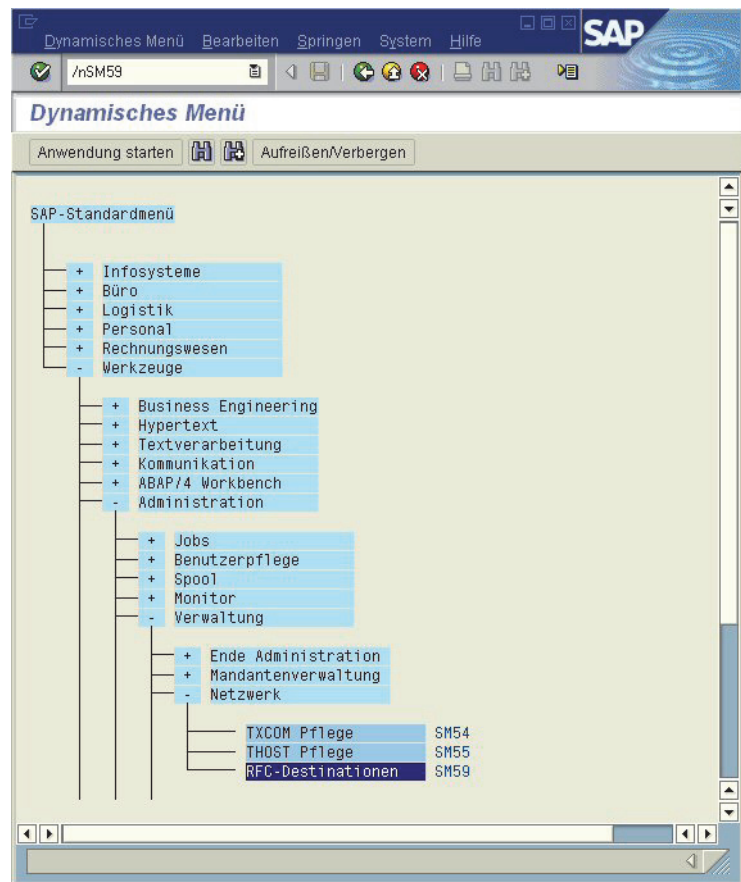 Dynamisches Menü Bearbeiten Springen System Hilfe
SAP
/nSM59
Dynamisches Menü
Anwendung starten Aufreißen/Verbergen
SAP-Standardmenü
+ Infosysteme
+ Büro
+ Logistik
+ Personal
+ Rechnungswesen
- Werkzeuge
+ Business Engineering
+ Hypertext
+ Textverarbeitung
+ Kommunikation
+ ABAP/4 Workbench
- Administration
+ Jobs
+ Benutzerpflege
+ Spool
+ Monitor
- Verwaltung
+ Ende Administration
+ Mandantenverwaltung
- Netzwerk
TXCOM Pflege SM54
THOST Pflege SM55
RFC-Destinationen SM59